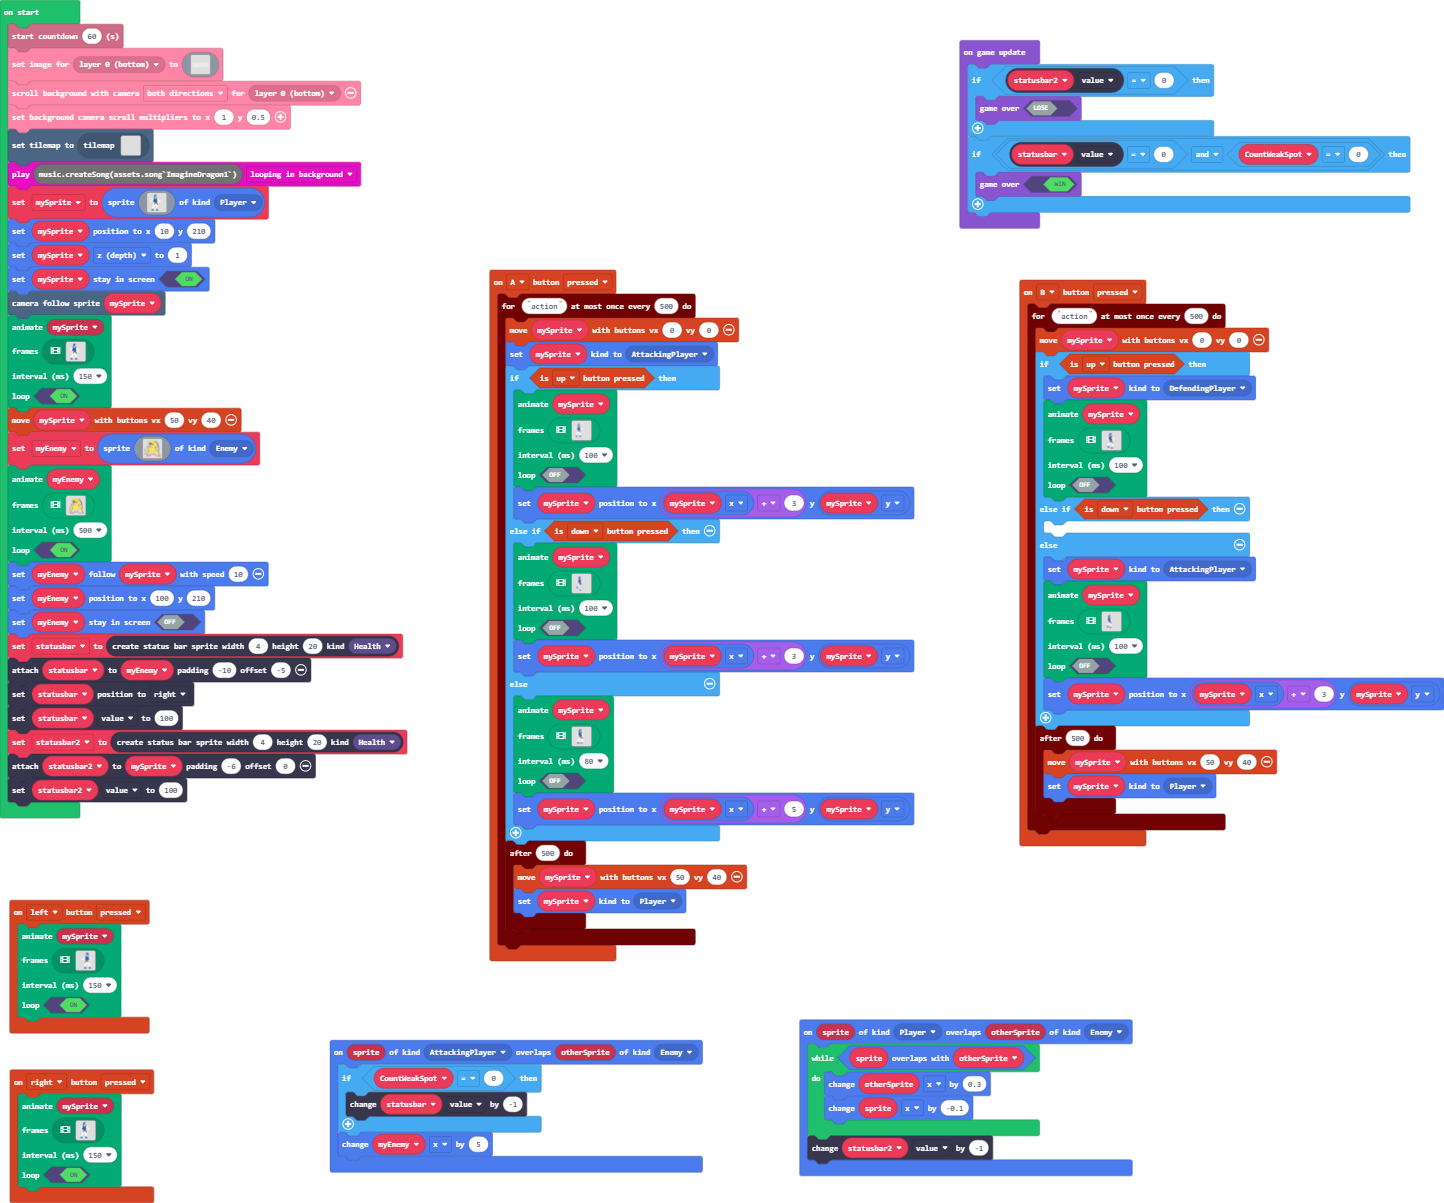 on start
start countdown 60 (s)
set image for layer 0 (bottom) to
scroll background with camera both directions for layer 0 (bottom)
set background camera scroll multipliers to x 1 y 0.5
set tilemap to tilemap
play music.createSong(assets.song`ImagineDragon1`) looping in background
set mySprite to sprite of kind Player
set mySprite position to x 10 y 210
set mySprite z (depth) to 1
set mySprite stay in screen ON
camera follow sprite mySprite
animate mySprite
frames
interval (ms) 150
loop ON
move mySprite with buttons vx 50 vy 40
set myEnemy to sprite of kind Enemy
animate myEnemy
frames
interval (ms) 500
loop ON
set myEnemy follow mySprite with speed 10
set myEnemy position to x 100 y 210
set myEnemy stay in screen OFF
set statusbar to create status bar sprite width 4 height 20 kind Health
attach statusbar to myEnemy padding -10 offset -5
set statusbar position to right
set statusbar value to 100
set statusbar2 to create status bar sprite width 4 height 20 kind Health
attach statusbar2 to mySprite padding -6 offset 0
set statusbar2 value to 100
on left button pressed
animate mySprite
frames
interval (ms) 150
loop ON
on right button pressed
animate mySprite
frames
interval (ms) 150
loop ON
on A button pressed
for "action" at most once every 500 do
move mySprite with buttons vx 0 vy 0
set mySprite kind to AttackingPlayer
if is up button pressed then
animate mySprite
frames
interval (ms) 100
loop OFF
set mySprite position to x mySprite x + 3 y mySprite y
else if is down button pressed then
animate mySprite
frames
interval (ms) 100
loop OFF
set mySprite position to x mySprite x + 3 y mySprite y
else
animate mySprite
frames
interval (ms) 80
loop OFF
set mySprite position to x mySprite x + 5 y mySprite y
after 500 do
move mySprite with buttons vx 50 vy 40
set mySprite kind to Player
on sprite of kind AttackingPlayer overlaps otherSprite of kind Enemy
if CountWeakSpot = 0 then
change statusbar value by -1
change myEnemy x by 5
on game update
if statusbar2 value = 0 then
game over LOSE
if statusbar value = 0 and CountWeakSpot = 0 then
game over WIN
on B button pressed
for "action" at most once every 500 do
move mySprite with buttons vx 0 vy 0
if is up button pressed then
set mySprite kind to DefendingPlayer
animate mySprite
frames
interval (ms) 100
loop OFF
else if is down button pressed then
else
set mySprite kind to AttackingPlayer
animate mySprite
frames
interval (ms) 100
loop OFF
set mySprite position to x mySprite x + 3 y mySprite y
after 500 do
move mySprite with buttons vx 50 vy 40
set mySprite kind to Player
on sprite of kind Player overlaps otherSprite of kind Enemy
while sprite overlaps with otherSprite
do change otherSprite x by 0.3
change sprite x by -0.1
change statusbar2 value by -1